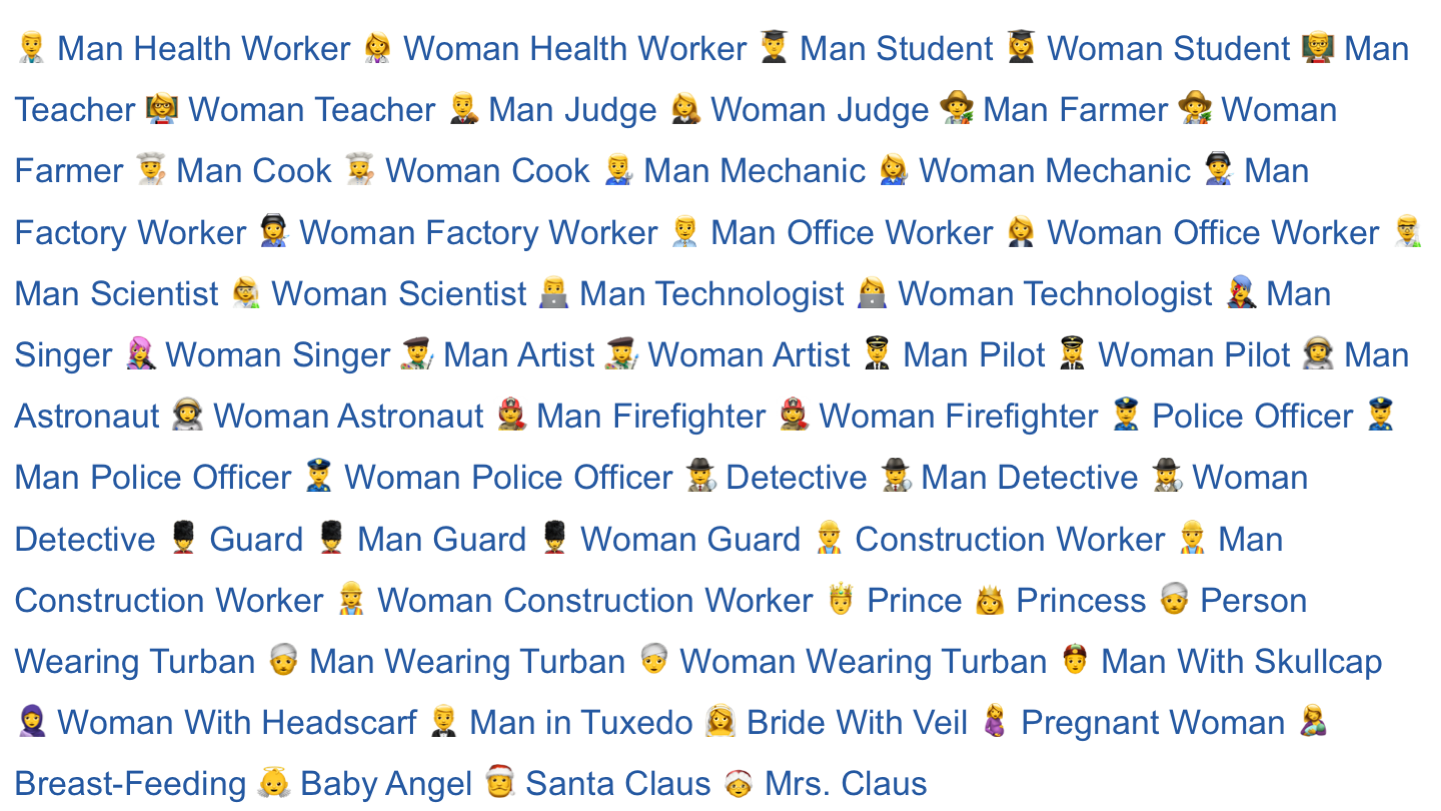 👨‍⚕️ Man Health Worker 👩‍⚕️ Woman Health Worker 👨‍🎓 Man Student 👩‍🎓 Woman Student 👨‍🏫 Man
Teacher 👩‍🏫 Woman Teacher 👨‍⚖️ Man Judge 👩‍⚖️ Woman Judge 👨‍🌾 Man Farmer 👩‍🌾 Woman
Farmer 👨‍🍳 Man Cook 👩‍🍳 Woman Cook 👨‍🔧 Man Mechanic 👩‍🔧 Woman Mechanic 👨‍🏭 Man
Factory Worker 👩‍🏭 Woman Factory Worker 👨‍💼 Man Office Worker 👩‍💼 Woman Office Worker 👨‍🔬
Man Scientist 👩‍🔬 Woman Scientist 👨‍💻 Man Technologist 👩‍💻 Woman Technologist 👨‍🎤 Man
Singer 👩‍🎤 Woman Singer 👨‍🎨 Man Artist 👩‍🎨 Woman Artist 👨‍✈️ Man Pilot 👩‍✈️ Woman Pilot 👨‍🚀 Man
Astronaut 👩‍🚀 Woman Astronaut 👨‍🚒 Man Firefighter 👩‍🚒 Woman Firefighter 👮 Police Officer 👮‍♂️
Man Police Officer 👮‍♀️ Woman Police Officer 🕵️ Detective 🕵️‍♂️ Man Detective 🕵️‍♀️ Woman
Detective 💂 Guard 💂‍♂️ Man Guard 💂‍♀️ Woman Guard 👷 Construction Worker 👷‍♂️ Man
Construction Worker 👷‍♀️ Woman Construction Worker 🤴 Prince 👸 Princess 👳 Person
Wearing Turban 👳‍♂️ Man Wearing Turban 👳‍♀️ Woman Wearing Turban 👲 Man With Skullcap
🧕 Woman With Headscarf 🤵 Man in Tuxedo 👰 Bride With Veil 🤰 Pregnant Woman 🤱
Breast-Feeding 👼 Baby Angel 🎅 Santa Claus 🤶 Mrs. Claus